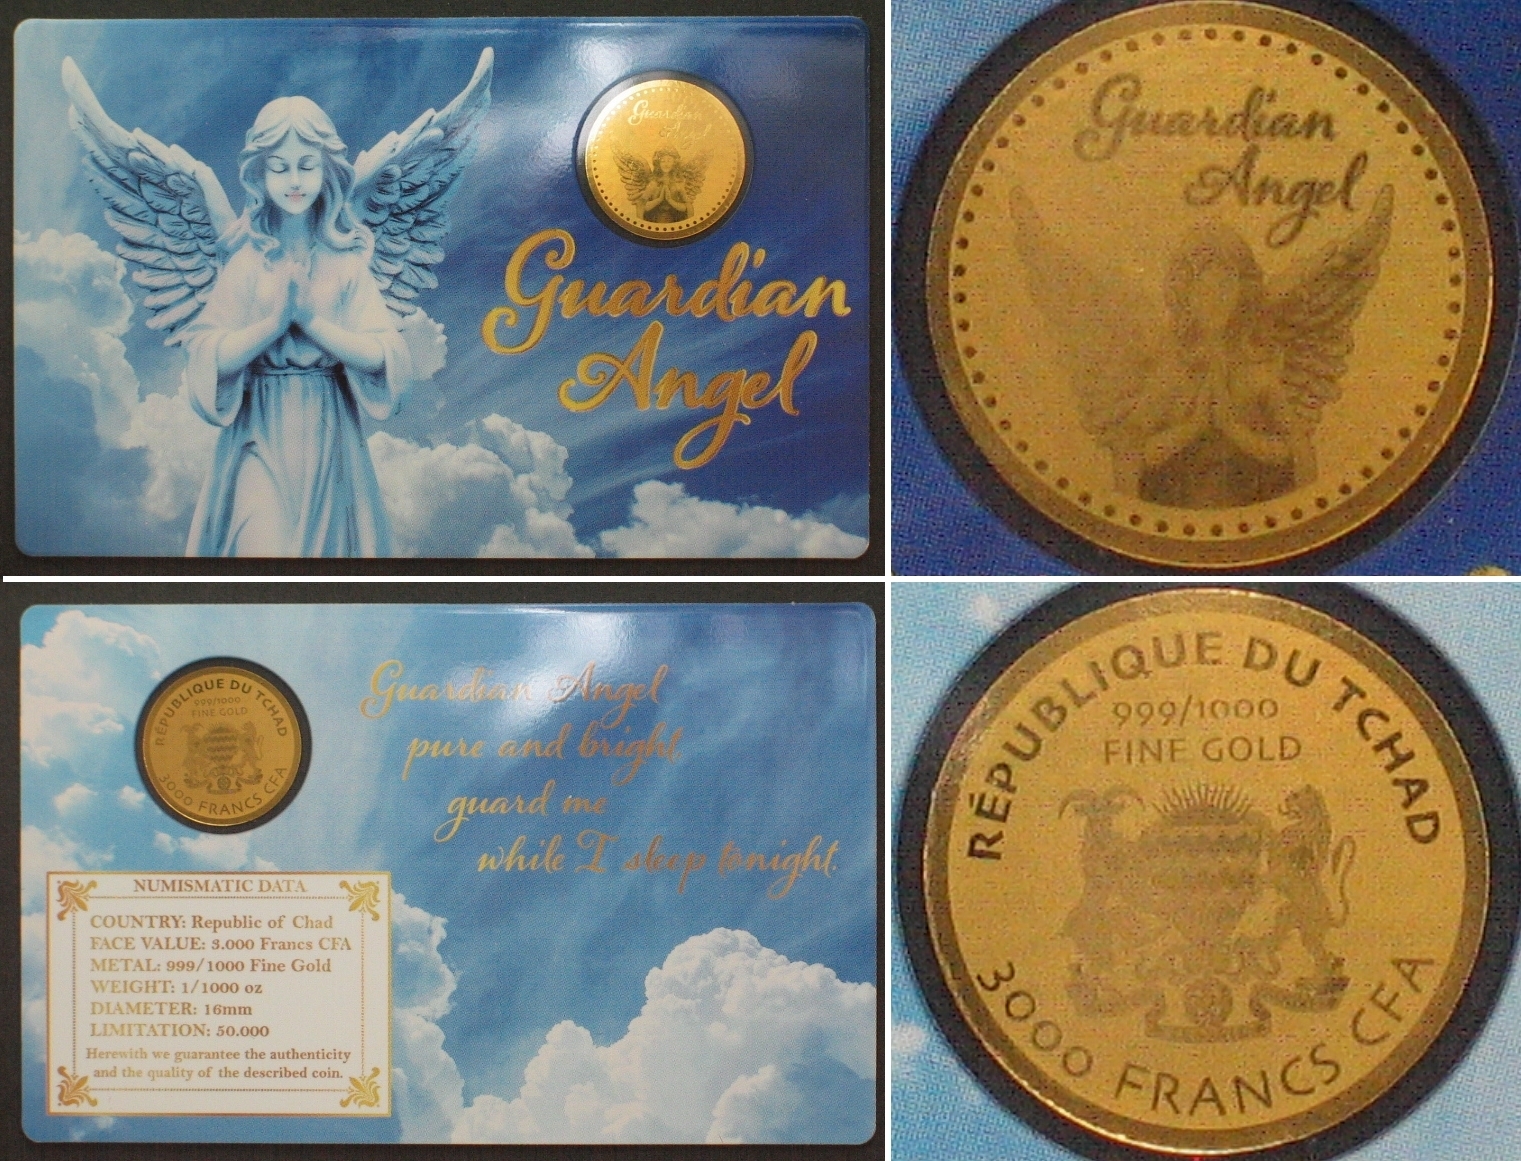 Guardian
Angel
Guardian
Angel
Guardian
Angel
RÉPUBLIQUE DU TCHAD
999/1000
FINE GOLD
3000 FRANCS CFA
Guardian Angel
pure and bright
guard me
while I sleep tonight.
NUMISMATIC DATA
COUNTRY: Republic of Chad
FACE VALUE: 3.000 Francs CFA
METAL: 999/1000 Fine Gold
WEIGHT: 1/1000 oz
DIAMETER: 16mm
LIMITATION: 50.000
Herewith we guarantee the authenticity
and the quality of the described coin.
RÉPUBLIQUE DU TCHAD
999/1000
FINE GOLD
3000 FRANCS CFA